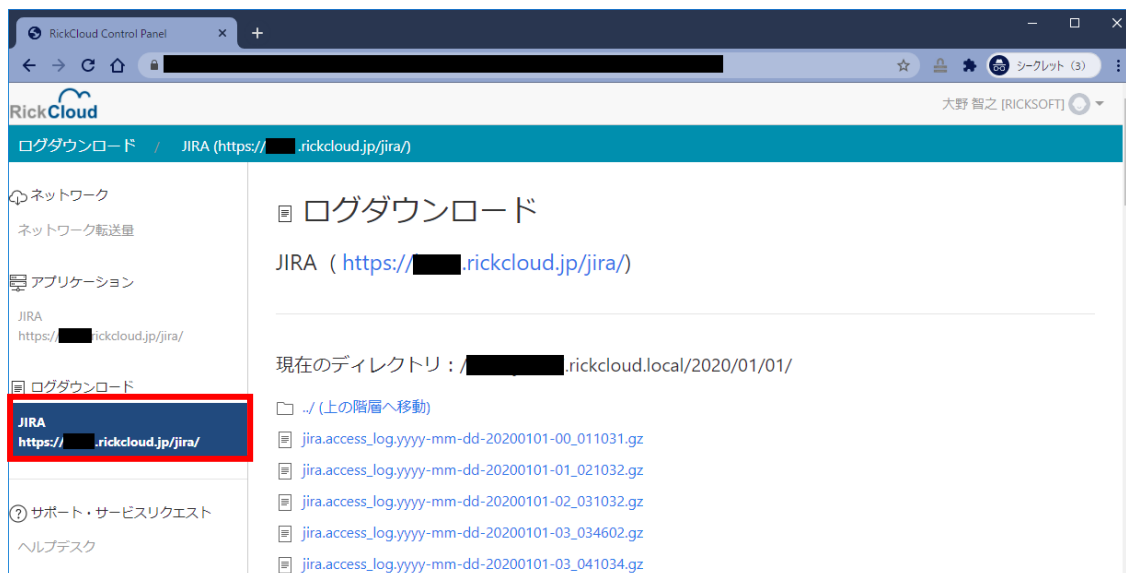 RickCloud Control Panel
シークレット (3)
RickCloud
大野 智之 [RICKSOFT]
ログダウンロード / JIRA (https://.rickcloud.jp/jira/)
ネットワーク
ネットワーク転送量
アプリケーション
JIRA
https://rickcloud.jp/jira/
ログダウンロード
JIRA
https://.rickcloud.jp/jira/
サポート・サービスリクエスト
ヘルプデスク
ログダウンロード
JIRA ( https://.rickcloud.jp/jira/)
現在のディレクトリ:/.rickcloud.local/2020/01/01/
../ (上の階層へ移動)
jira.access_log.yyyy-mm-dd-20200101-00_011031.gz
jira.access_log.yyyy-mm-dd-20200101-01_021032.gz
jira.access_log.yyyy-mm-dd-20200101-02_031032.gz
jira.access_log.yyyy-mm-dd-20200101-03_034602.gz
jira.access_log.yyyy-mm-dd-20200101-03_041034.gz